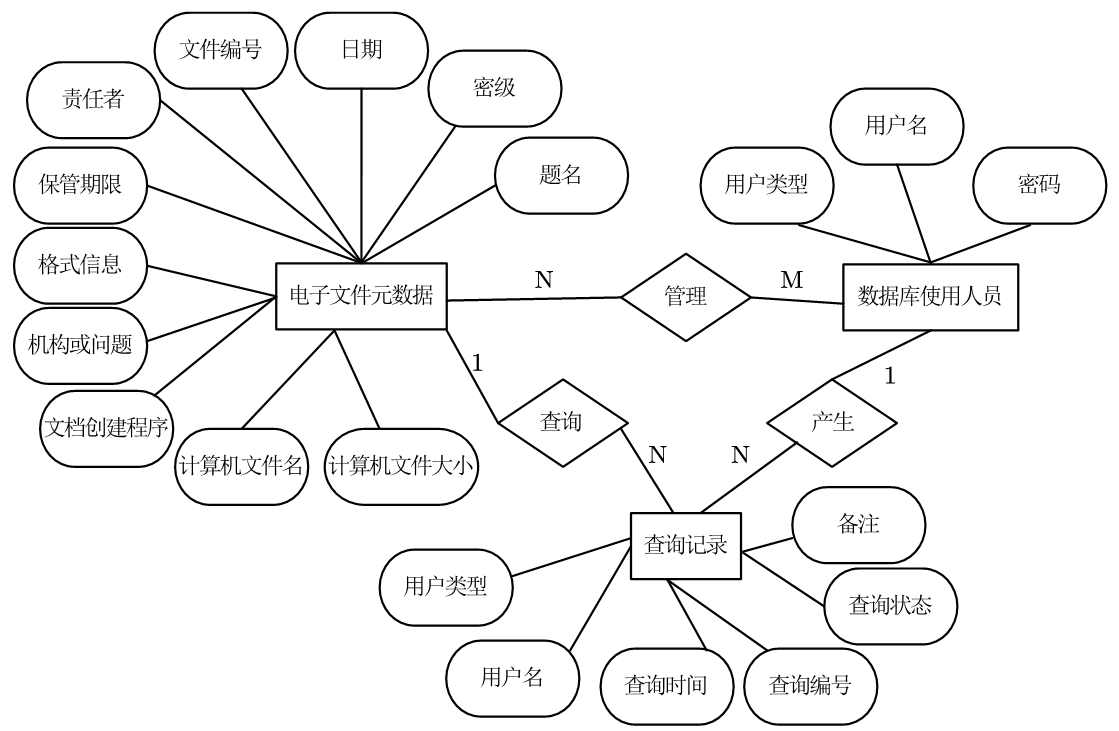 文件编号
日期
密级
责任者
题名
保管期限
格式信息
机构或问题
文档创建程序
计算机文件名
计算机文件大小
电子文件元数据
N
管理
M
用户类型
用户名
密码
数据库使用人员
1
查询
N
1
产生
N
查询记录
用户类型
用户名
查询时间
查询编号
查询状态
备注